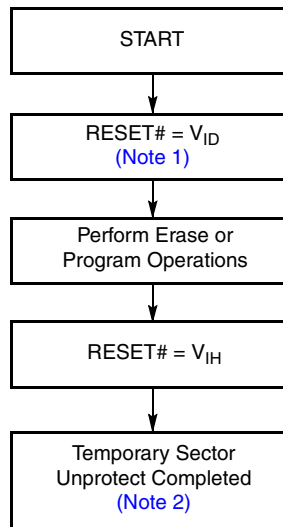 START
RESET# = VID
(Note 1)
Perform Erase or
Program Operations
RESET# = VIH
Temporary Sector
Unprotect Completed
(Note 2)